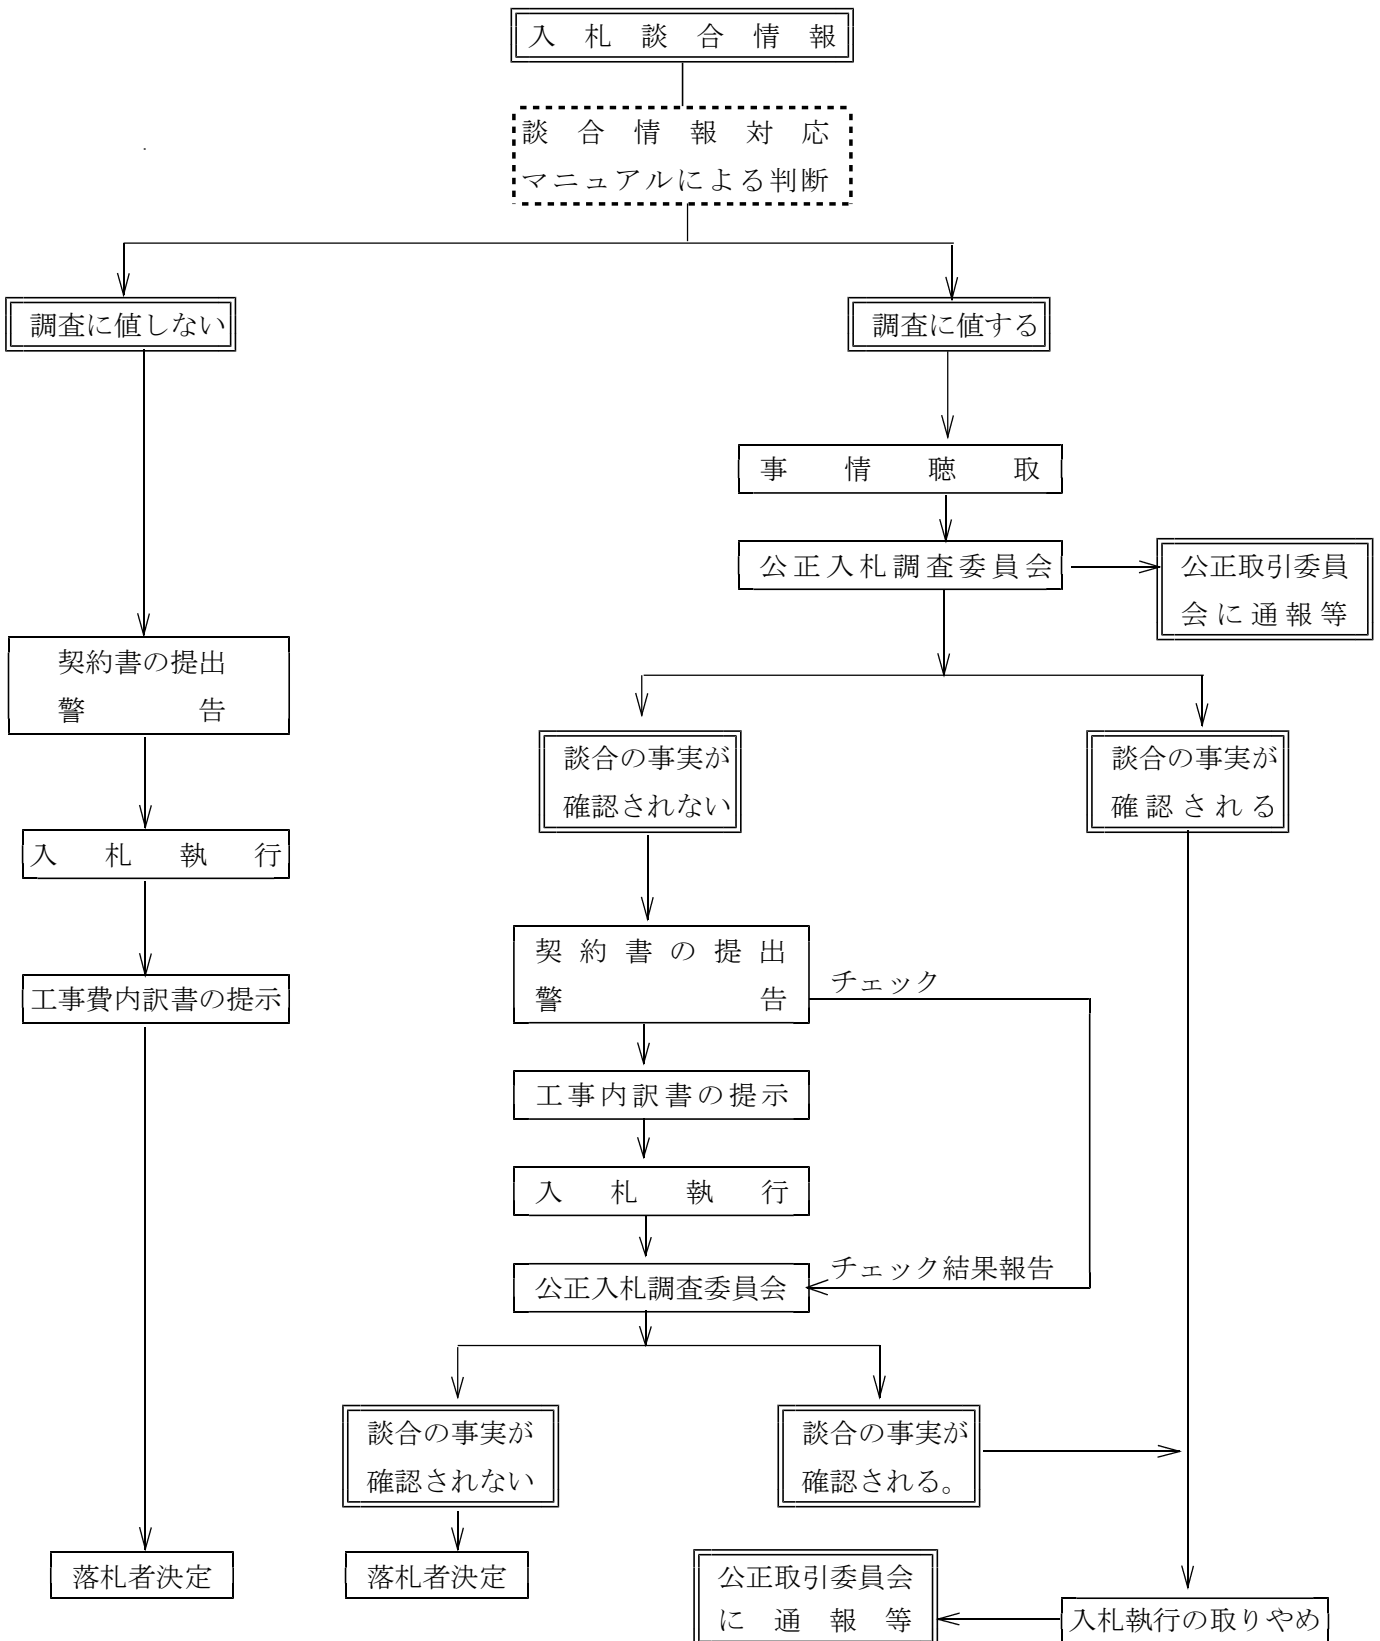 入札談合情報
談合情報対応
マニュアルによる判断
調査に値しない
調査に値する
事情聴取
公正入札調査委員会
公正取引委員
会に通報等
契約書の提出
警告
談合の事実が
確認されない
談合の事実が
確認される
入札執行
契約書の提出
警告
チェック
工事費内訳書の提示
工事内訳書の提示
入札執行
チェック結果報告
公正入札調査委員会
談合の事実が
確認されない
談合の事実が
確認される。
落札者決定
落札者決定
公正取引委員会
に通報等
入札執行の取りやめ